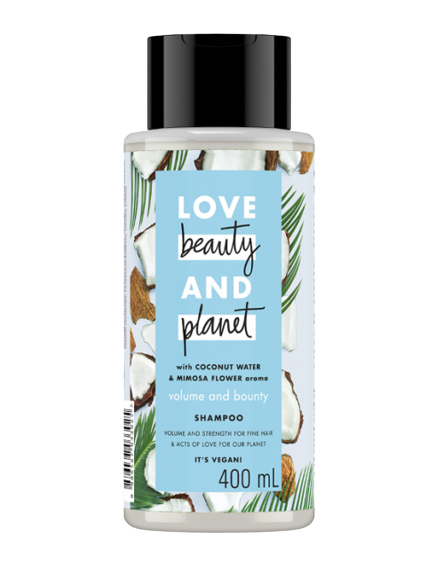 LOVE
beauty
AND
planet
with COCONUT WATER
& MIMOSA FLOWER aroma
volume and bounty
SHAMPOO
VOLUME AND STRENGTH FOR FINE HAIR
& ACTS OF LOVE FOR OUR PLANET
IT'S VEGAN!
400 mL